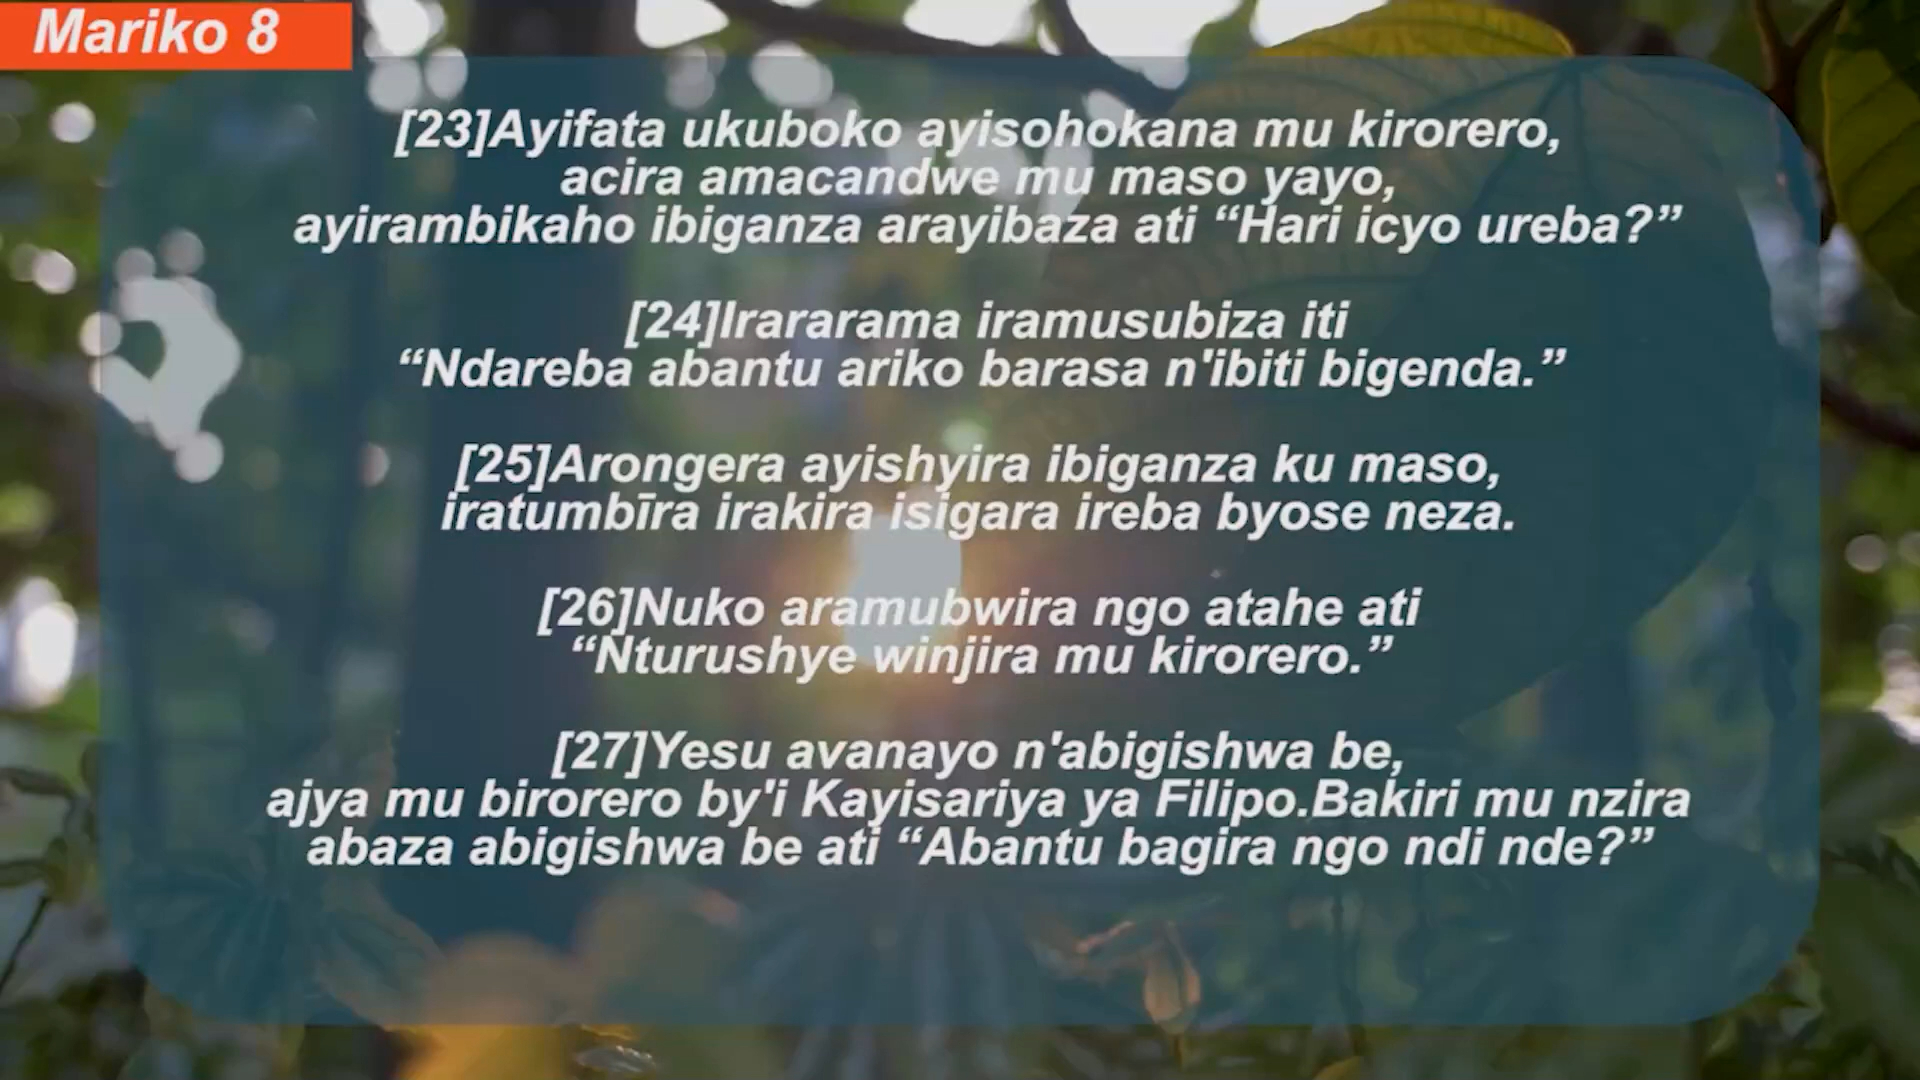 Mariko 8
[23]Ayifata ukuboko ayisohokana mu kirorero,
acira amacandwe mu maso yayo,
ayirambikaho ibiganza arayibaza ati “Hari icyo ureba?”
[24]Irararama iramusubiza iti
“Ndareba abantu ariko barasa n'ibiti bigenda.”
[25]Arongera ayishyira ibiganza ku maso,
iratumbīra irakira isigara ireba byose neza.
[26]Nuko aramubwira ngo atahe ati
“Nturushye winjira mu kirorero.”
[27]Yesu avanayo n'abigishwa be,
ajya mu birorero by'i Kayisariya ya Filipo.Bakiri mu nzira
abaza abigishwa be ati “Abantu bagira ngo ndi nde?”